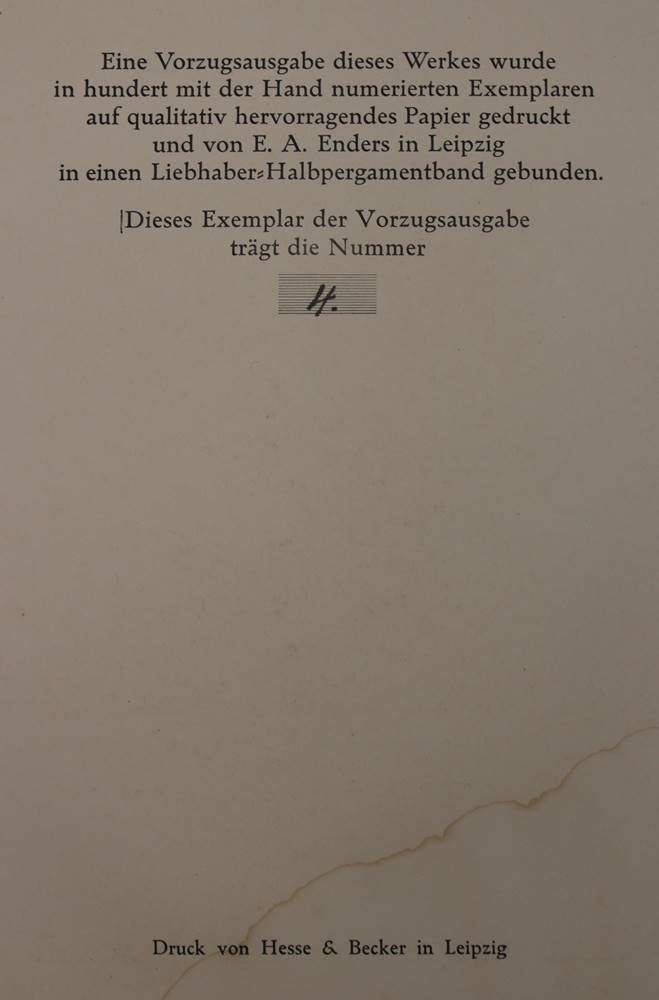 Eine Vorzugsausgabe dieses Werkes wurde
in hundert mit der Hand numerierten Exemplaren
auf qualitativ hervorragendes Papier gedruckt
und von E. A. Enders in Leipzig
in einen Liebhaber-Halbpergamentband gebunden.
|Dieses Exemplar der Vorzugsausgabe
trägt die Nummer
4.
Druck von Hesse & Becker in Leipzig